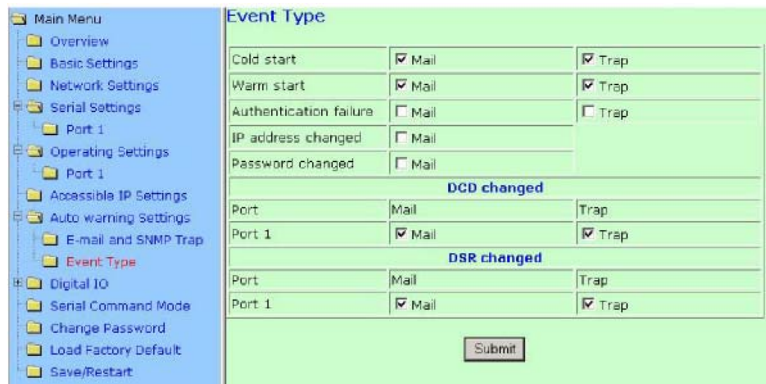 Main Menu
Overview
Basic Settings
Network Settings
Serial Settings
Port 1
Operating Settings
Port 1
Accessible IP Settings
Auto warning Settings
E-mail and SNMP Trap
Event Type
Digital IO
Serial Command Mode
Change Password
Load Factory Default
Save/Restart
Event Type
Cold start Mail Trap
Warm start Mail Trap
Authentication failure Mail Trap
IP address changed Mail
Password changed Mail
DCD changed
Port Mail Trap
Port 1 Mail Trap
DSR changed
Port Mail Trap
Port 1 Mail Trap
Submit